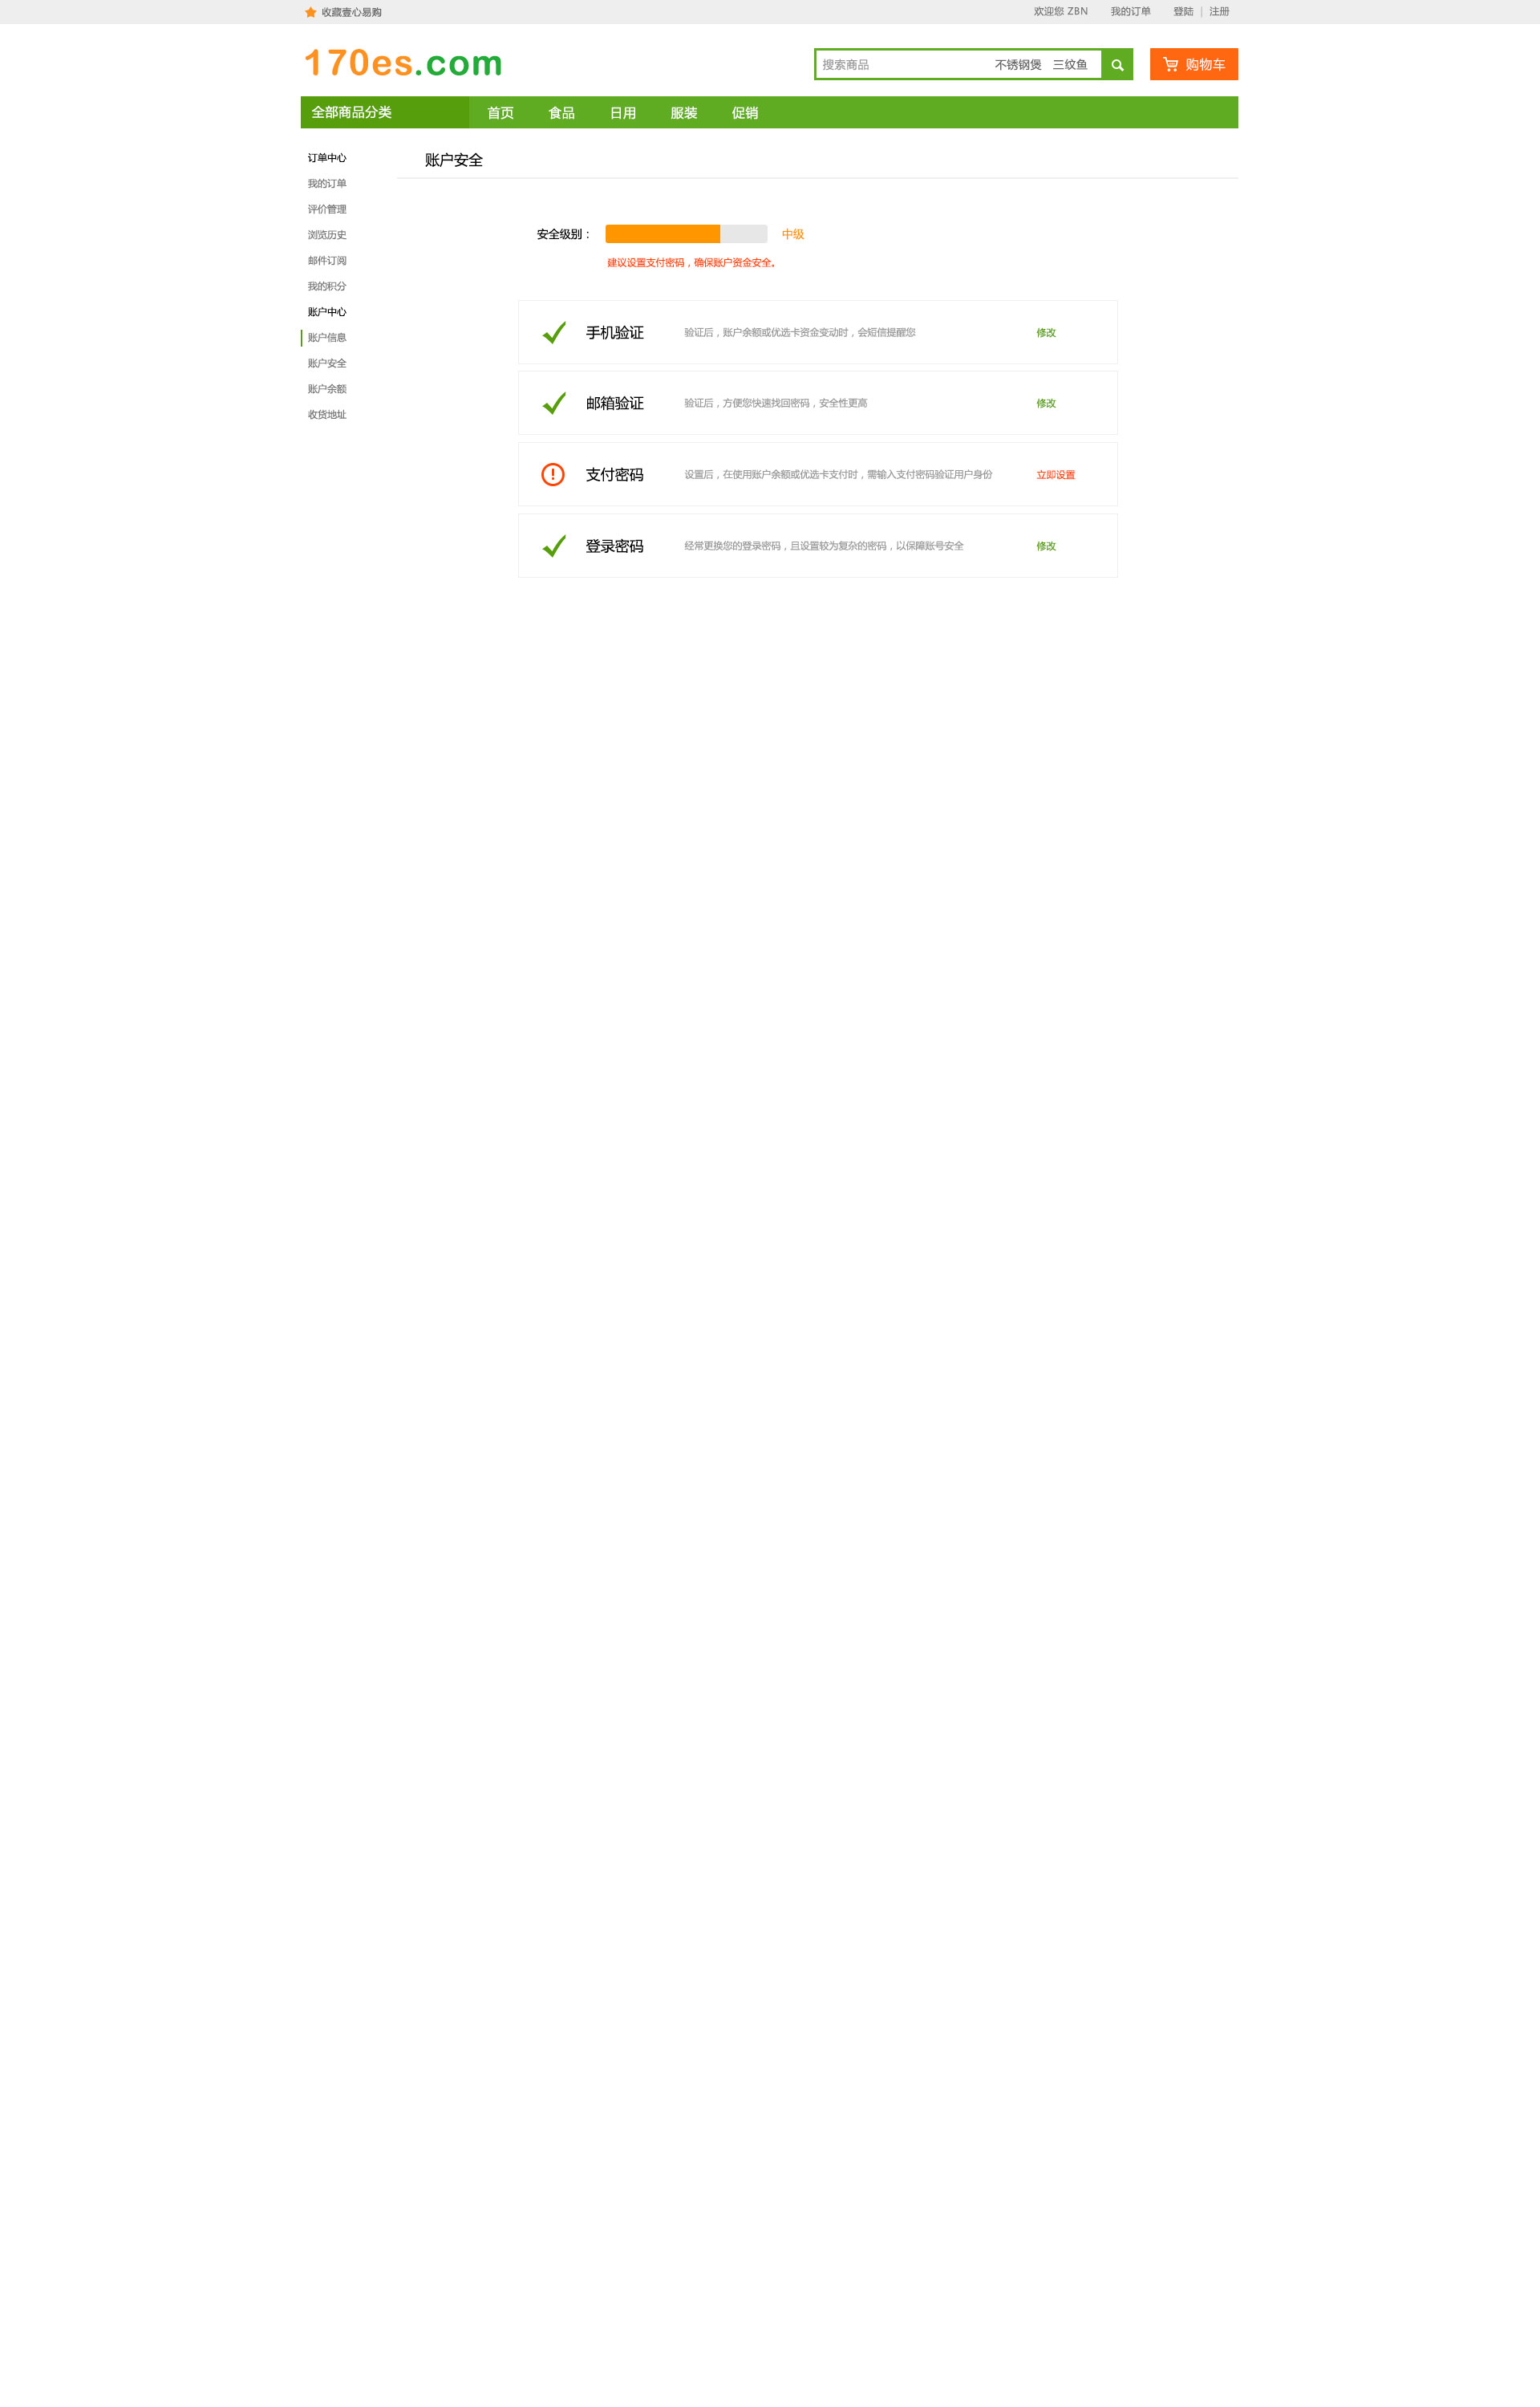 收藏壹心易购
欢迎您 ZBN 我的订单 登陆 | 注册
170es.com
搜索商品 不锈钢煲 三纹鱼
购物车
全部商品分类 首页 食品 日用 服装 促销
订单中心
我的订单
评价管理
浏览历史
邮件订阅
我的积分
账户中心
账户信息
账户安全
账户余额
收货地址
账户安全
安全级别： 中级
建议设置支付密码，确保账户资金安全。
手机验证 验证后，账户余额或优选卡资金变动时，会短信提醒您 修改
邮箱验证 验证后，方便您快速找回密码，安全性更高 修改
支付密码 设置后，在使用账户余额或优选卡支付时，需输入支付密码验证用户身份 立即设置
登录密码 经常更换您的登录密码，且设置较为复杂的密码，以保障账号安全 修改